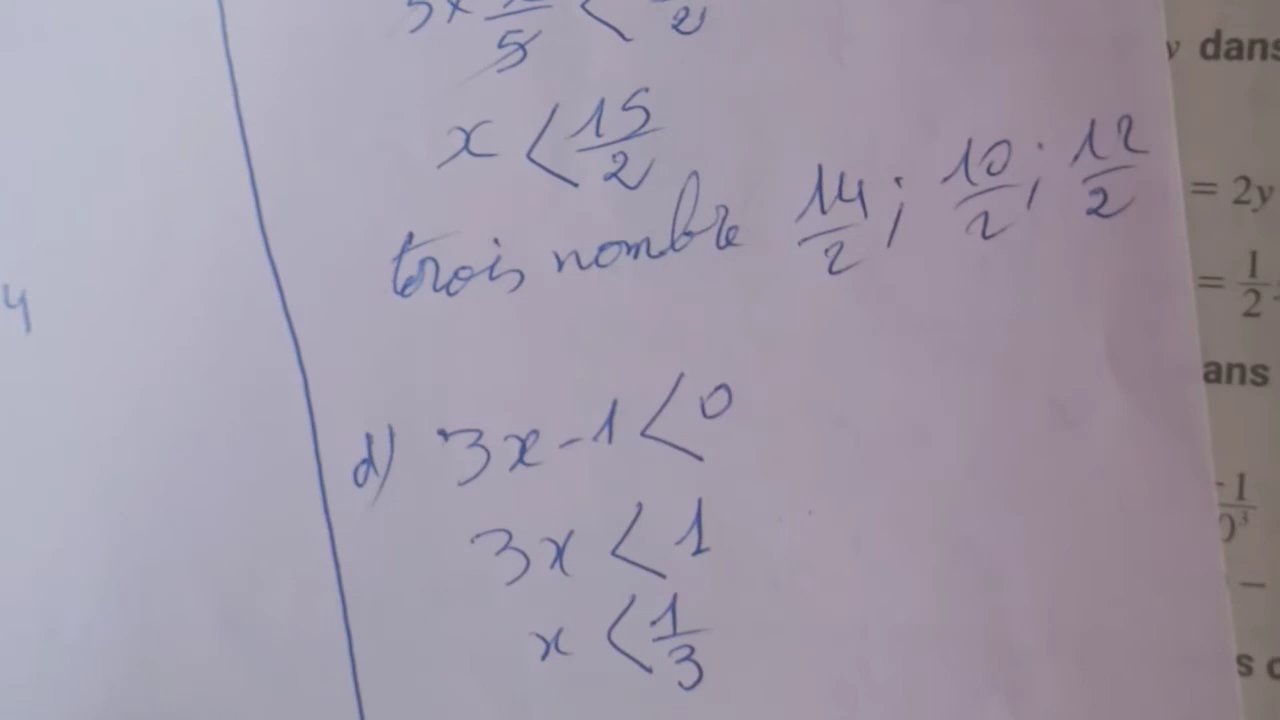 x < 15/2
trois nombre 14/2 ; 10/2 ; 12/2
d) 3x - 1 < 0
3x < 1
x < 1/3
4
dans
= 2y
= 1/2
ans